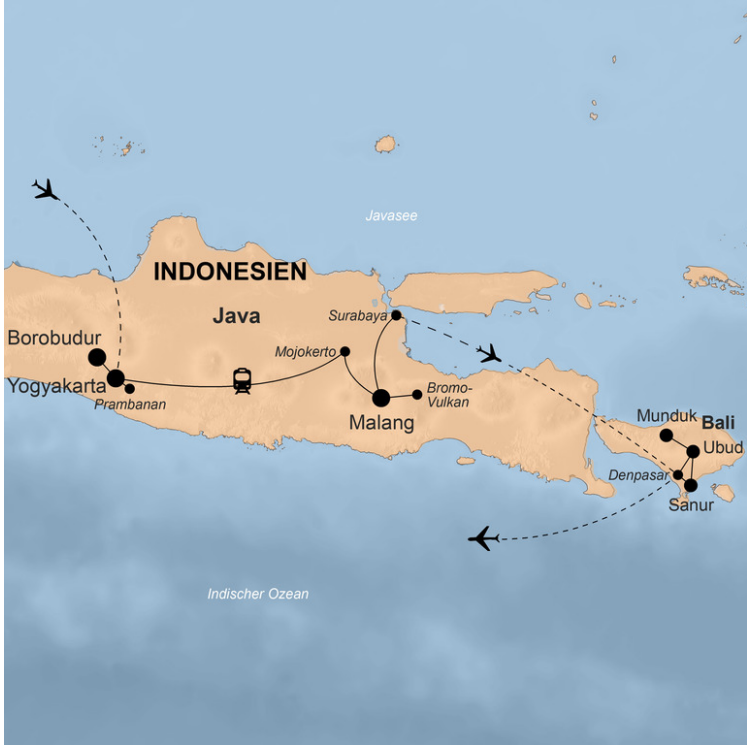 Javasee
INDONESIEN
Java
Surabaya
Borobudur
Mojokerto
Yogyakarta
Prambanan
Bromo-
Vulkan
Malang
Munduk
Bali
Ubud
Denpasar
Sanur
Indischer Ozean